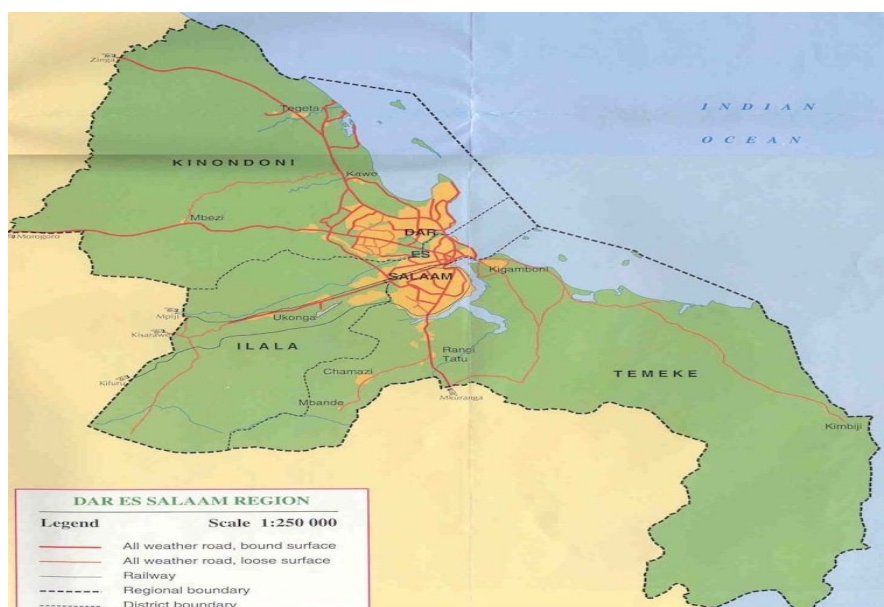 Zinga
Tegeta
INDIAN
OCEAN
KINONDONI
Kawe
Mbezi
DAR
Morogoro
ES
SALAAM
Kigamboni
Mpiji
Ukonga
Kisarawe
ILALA
Rangi
Tatu
Chamazi
TEMEKE
Kifuru
Mbande
Mkuranga
Kimbiji
DAR ES SALAAM REGION
Legend Scale 1:250 000
All weather road, bound surface
All weather road, loose surface
Railway
Regional boundary
District boundary